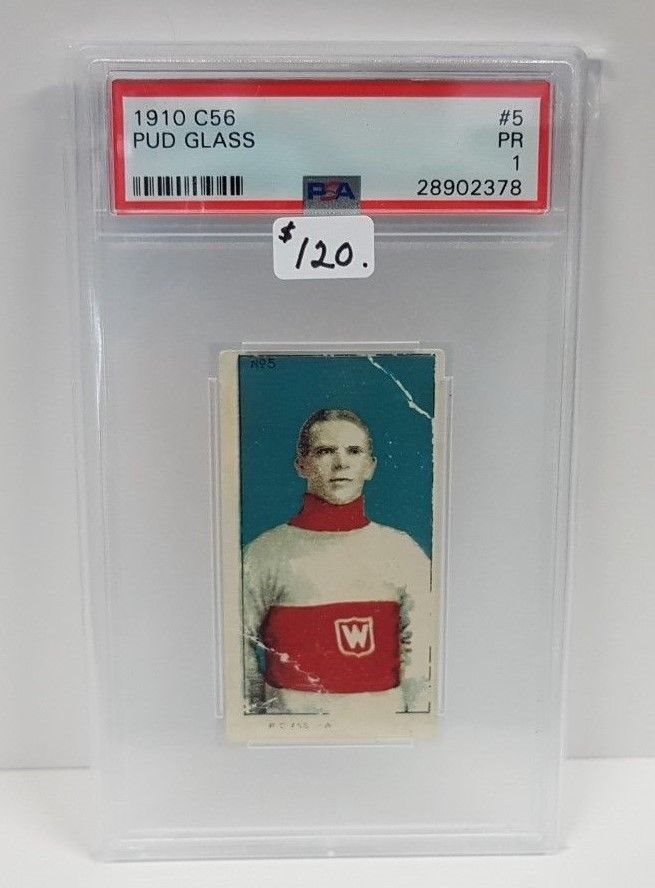 1910 C56 #5
PUD GLASS PR
1
PSA 28902378
$120.
No5
W